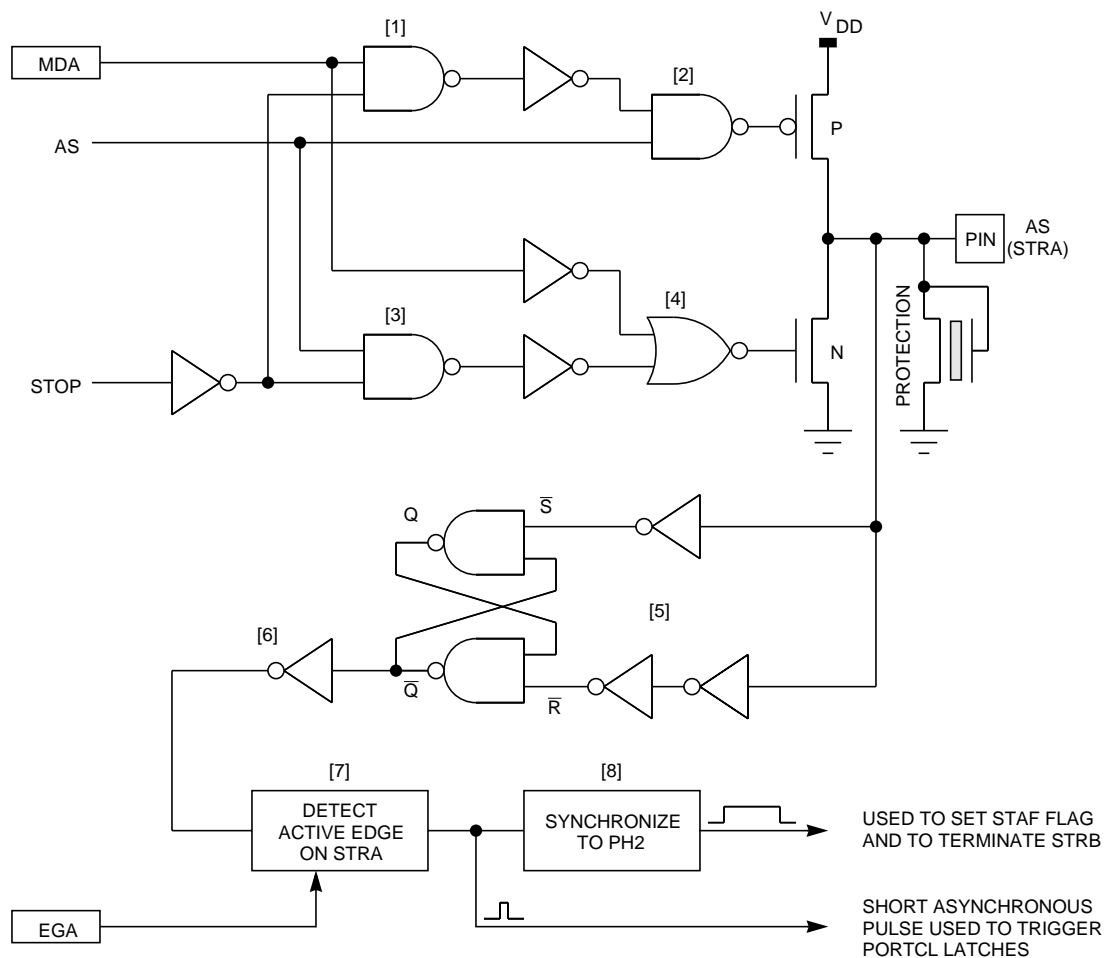 [1]
V DD
MDA
[2]
P
AS
PIN
AS
(STRA)
[3]
[4]
N
PROTECTION
STOP
Q
S̅
[5]
[6]
Q̅
R̅
[7]
[8]
DETECT
ACTIVE EDGE
ON STRA
SYNCHRONIZE
TO PH2
USED TO SET STAF FLAG
AND TO TERMINATE STRB
EGA
SHORT ASYNCHRONOUS
PULSE USED TO TRIGGER
PORTCL LATCHES